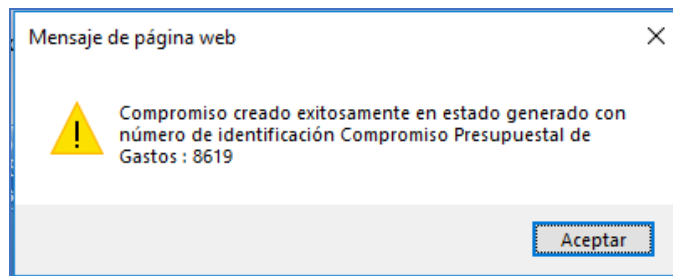 Mensaje de página web
Compromiso creado exitosamente en estado generado con
número de identificación Compromiso Presupuestal de
Gastos : 8619
Aceptar